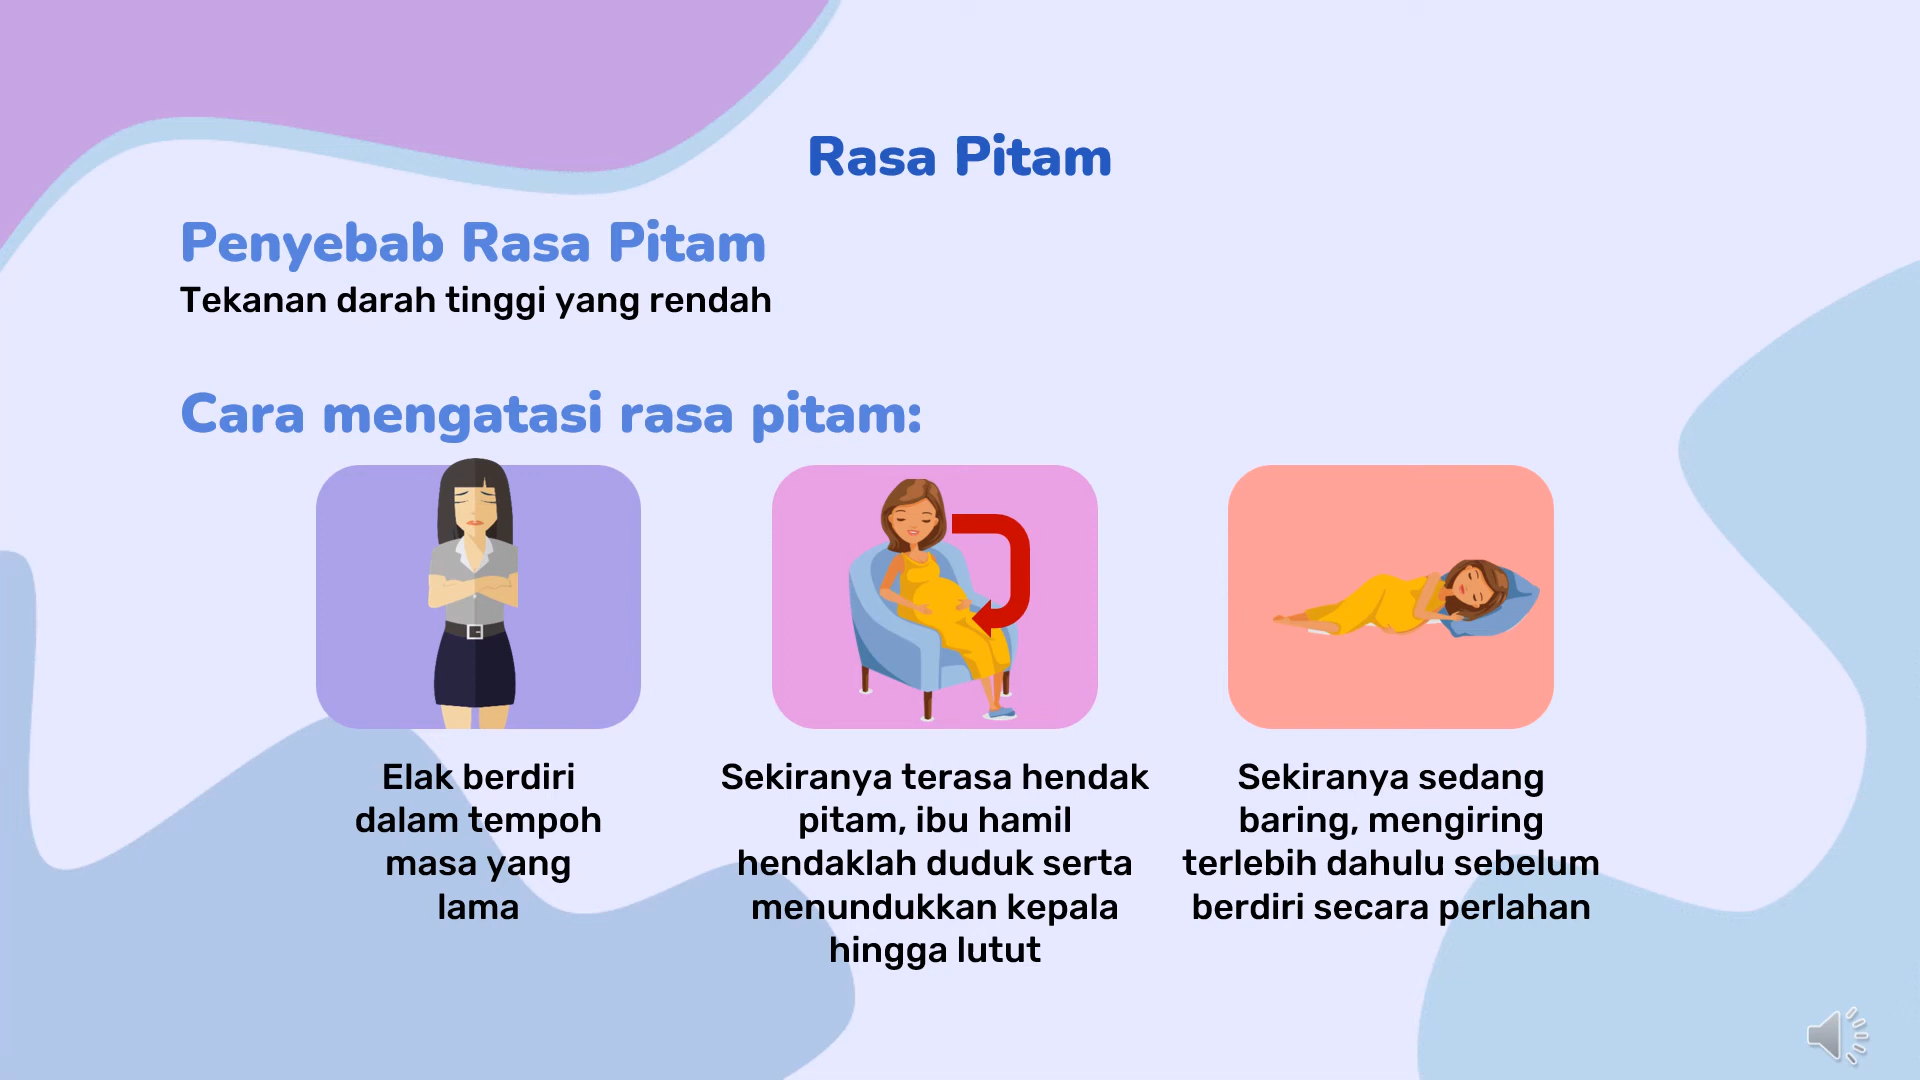 Rasa Pitam
Penyebab Rasa Pitam
Tekanan darah tinggi yang rendah
Cara mengatasi rasa pitam:
Elak berdiri
dalam tempoh
masa yang
lama
Sekiranya terasa hendak
pitam, ibu hamil
hendaklah duduk serta
menundukkan kepala
hingga lutut
Sekiranya sedang
baring, mengiring
terlebih dahulu sebelum
berdiri secara perlahan